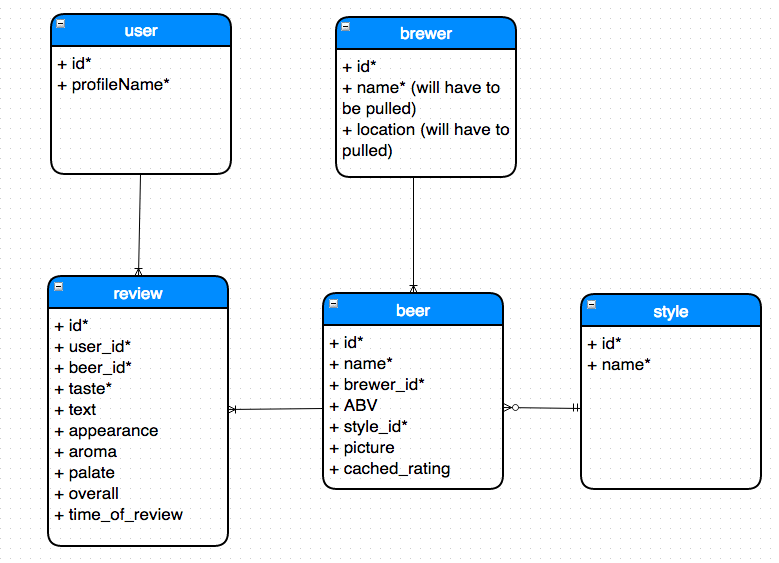 user
+ id*
+ profileName*
brewer
+ id*
+ name* (will have to
be pulled)
+ location (will have to
pulled)
review
+ id*
+ user_id*
+ beer_id*
+ taste*
+ text
+ appearance
+ aroma
+ palate
+ overall
+ time_of_review
beer
+ id*
+ name*
+ brewer_id*
+ ABV
+ style_id*
+ picture
+ cached_rating
style
+ id*
+ name*